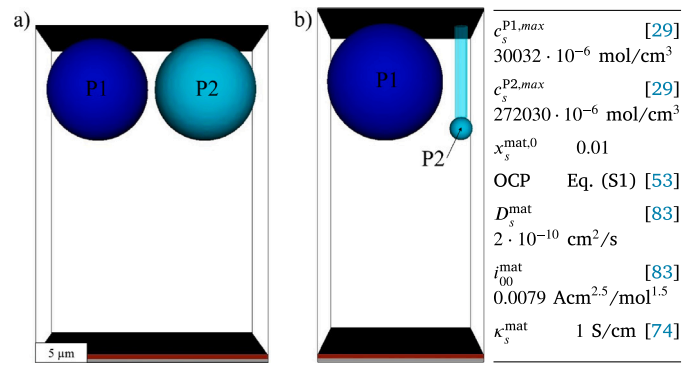 a)
P1
P2
5 μm
b)
P1
P2
c_s^{P1,max} [29]
30032 · 10^{−6} mol/cm^3
c_s^{P2,max} [29]
272030 · 10^{−6} mol/cm^3
x_s^{mat,0} 0.01
OCP Eq. (S1) [53]
D_s^{mat} [83]
2 · 10^{−10} cm^2/s
i_{00}^{mat} [83]
0.0079 Acm^{2.5}/mol^{1.5}
κ_s^{mat} 1 S/cm [74]